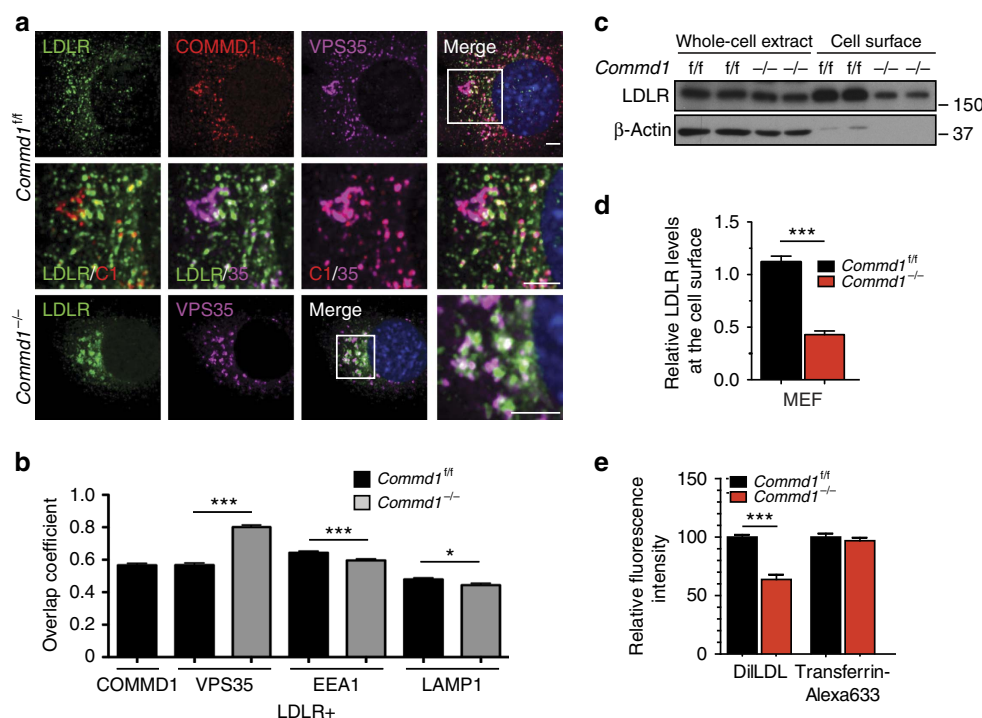 a
LDLR COMMD1 VPS35 Merge
Commd1f/f
LDLR/C1 LDLR/35 C1/35
LDLR VPS35 Merge
Commd1−/−
b
Commd1f/f
Commd1−/−
Overlap coefficient
1.0
0.8
0.6
0.4
0.2
0
*** *** *
COMMD1 VPS35 EEA1 LAMP1
LDLR+
c
Whole-cell extract Cell surface
Commd1 f/f f/f −/− −/− f/f f/f −/− −/−
LDLR – 150
β-Actin – 37
d
Relative LDLR levels
at the cell surface
1.5
1.0
0.5
0.0
***
Commd1f/f
Commd1−/−
MEF
e
Commd1f/f
Commd1−/−
Relative fluorescence
intensity
150
100
50
0
***
DilLDL Transferrin-
Alexa633